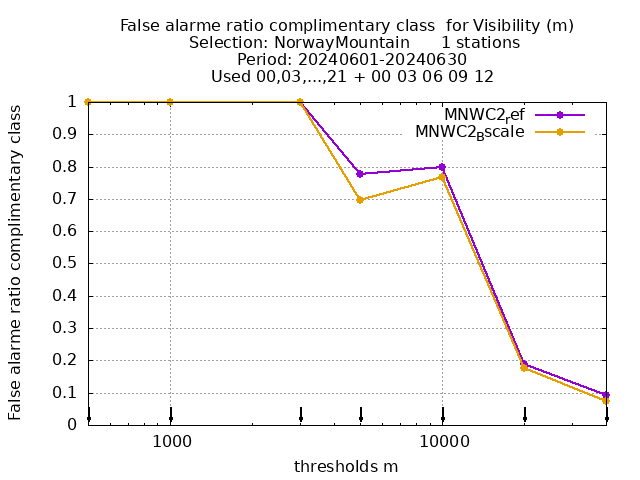 False alarme ratio complimentary class  for Visibility (m)
Selection: NorwayMountain      1 stations
Period: 20240601-20240630
Used 00,03,...,21 + 00 03 06 09 12
False alarme ratio complimentary class
1
0.9
0.8
0.7
0.6
0.5
0.4
0.3
0.2
0.1
0
MNWC2ref
MNWC2Bscale
1000
10000
thresholds m